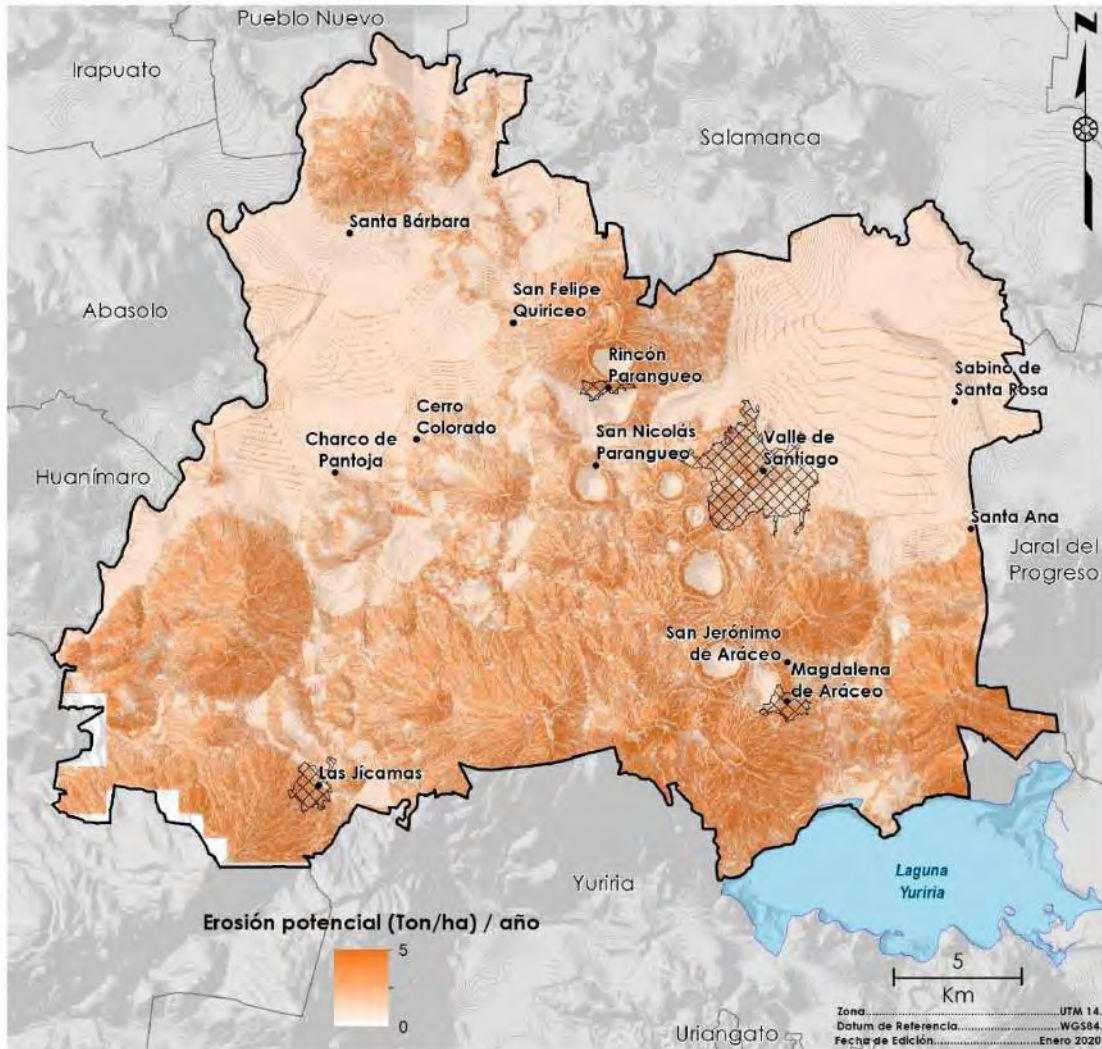 Pueblo Nuevo
Irapuato
Z
Salamanca
Santa Bárbara
Abasolo
San Felipe
Quiriceo
Rincón
Parangueo
Sabino de
Santa Rosa
Cerro
Colorado
Charco de
Pantoja
San Nicolás
Parangueo
Valle de
Santiago
Huanímaro
Santa Ana
Jaral del
Progreso
San Jerónimo
de Aráceo
Magdalena
de Aráceo
Las Jícamas
Yuriria
Laguna
Yuriria
Erosión potencial (Ton/ha) / año
5
0
5
Km
Uriangato
Zona....................UTM 14.
Datum de Referencia....................WGS84.
Fecha de Edición....................Enero 2020